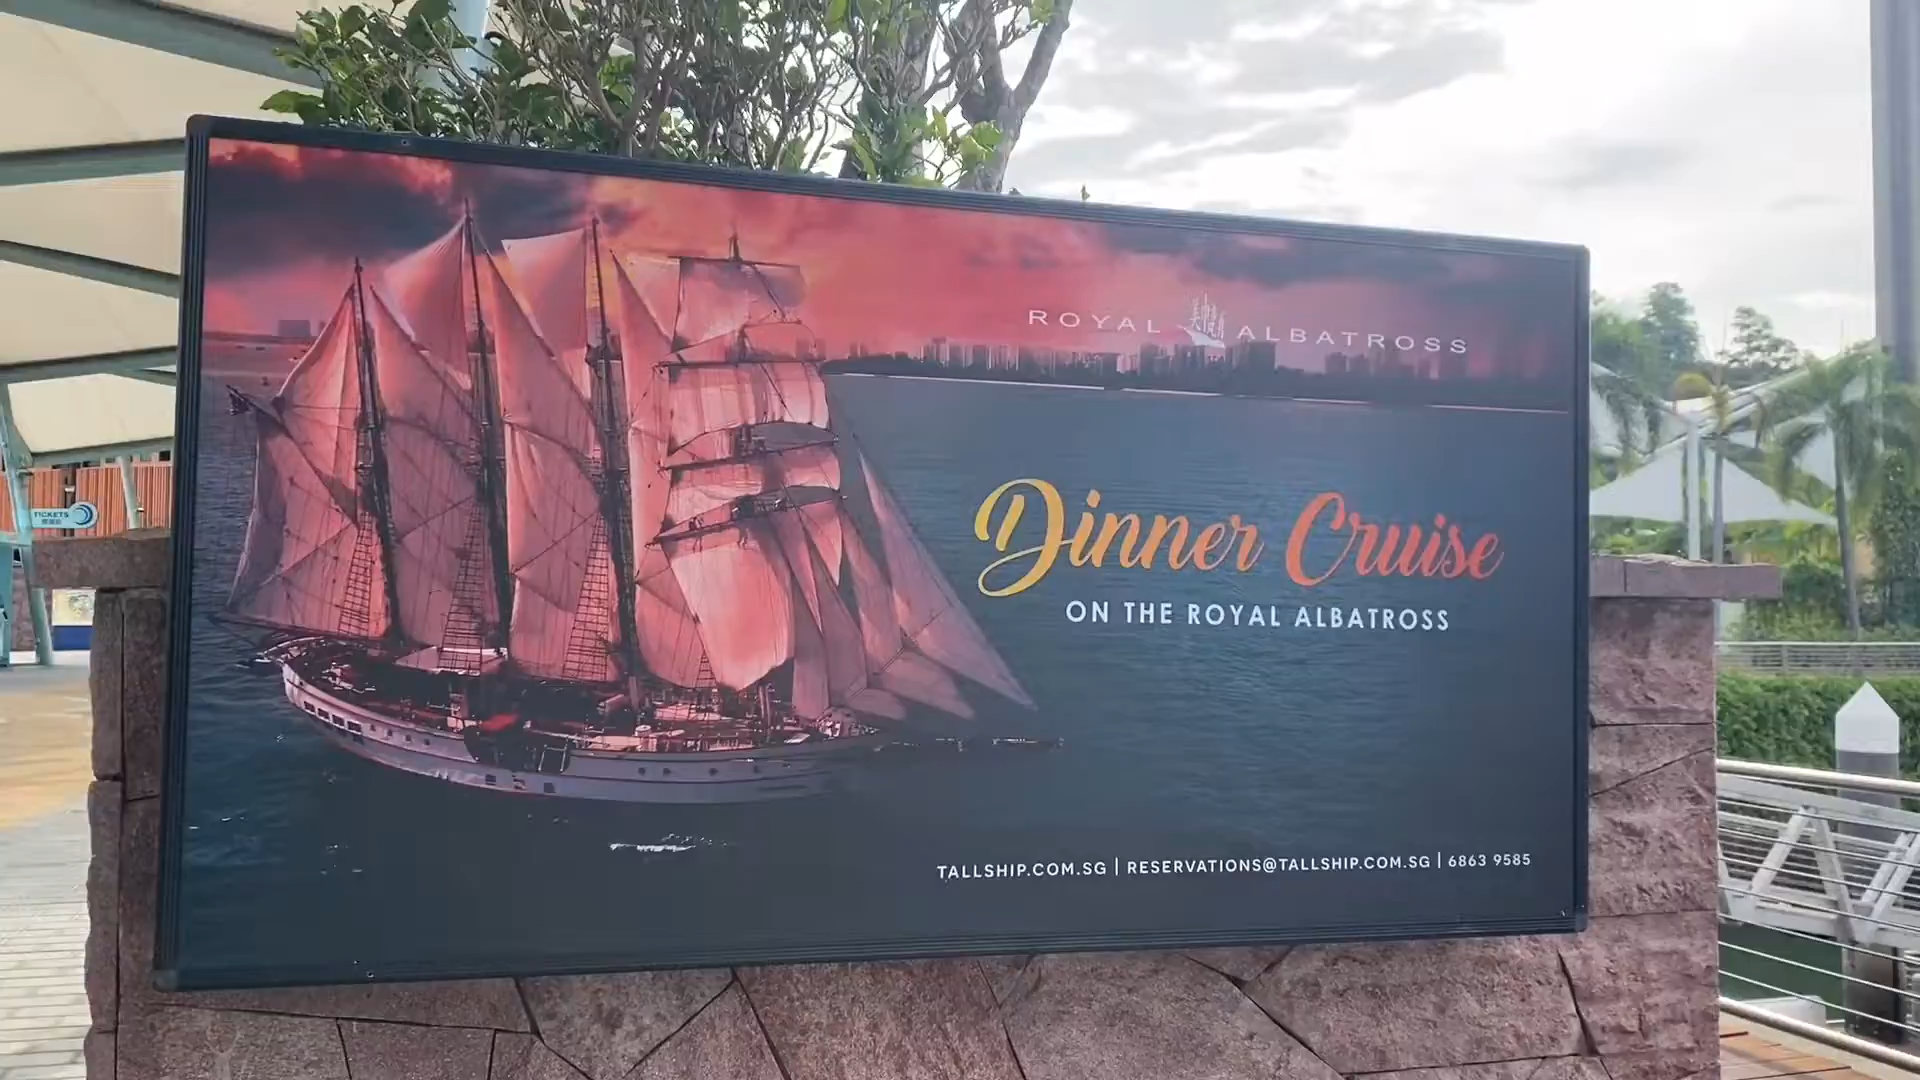 ROYAL ALBATROSS
Dinner Cruise
ON THE ROYAL ALBATROSS
TALLSHIP.COM.SG | RESERVATIONS@TALLSHIP.COM.SG | 6863 9585
TICKETS